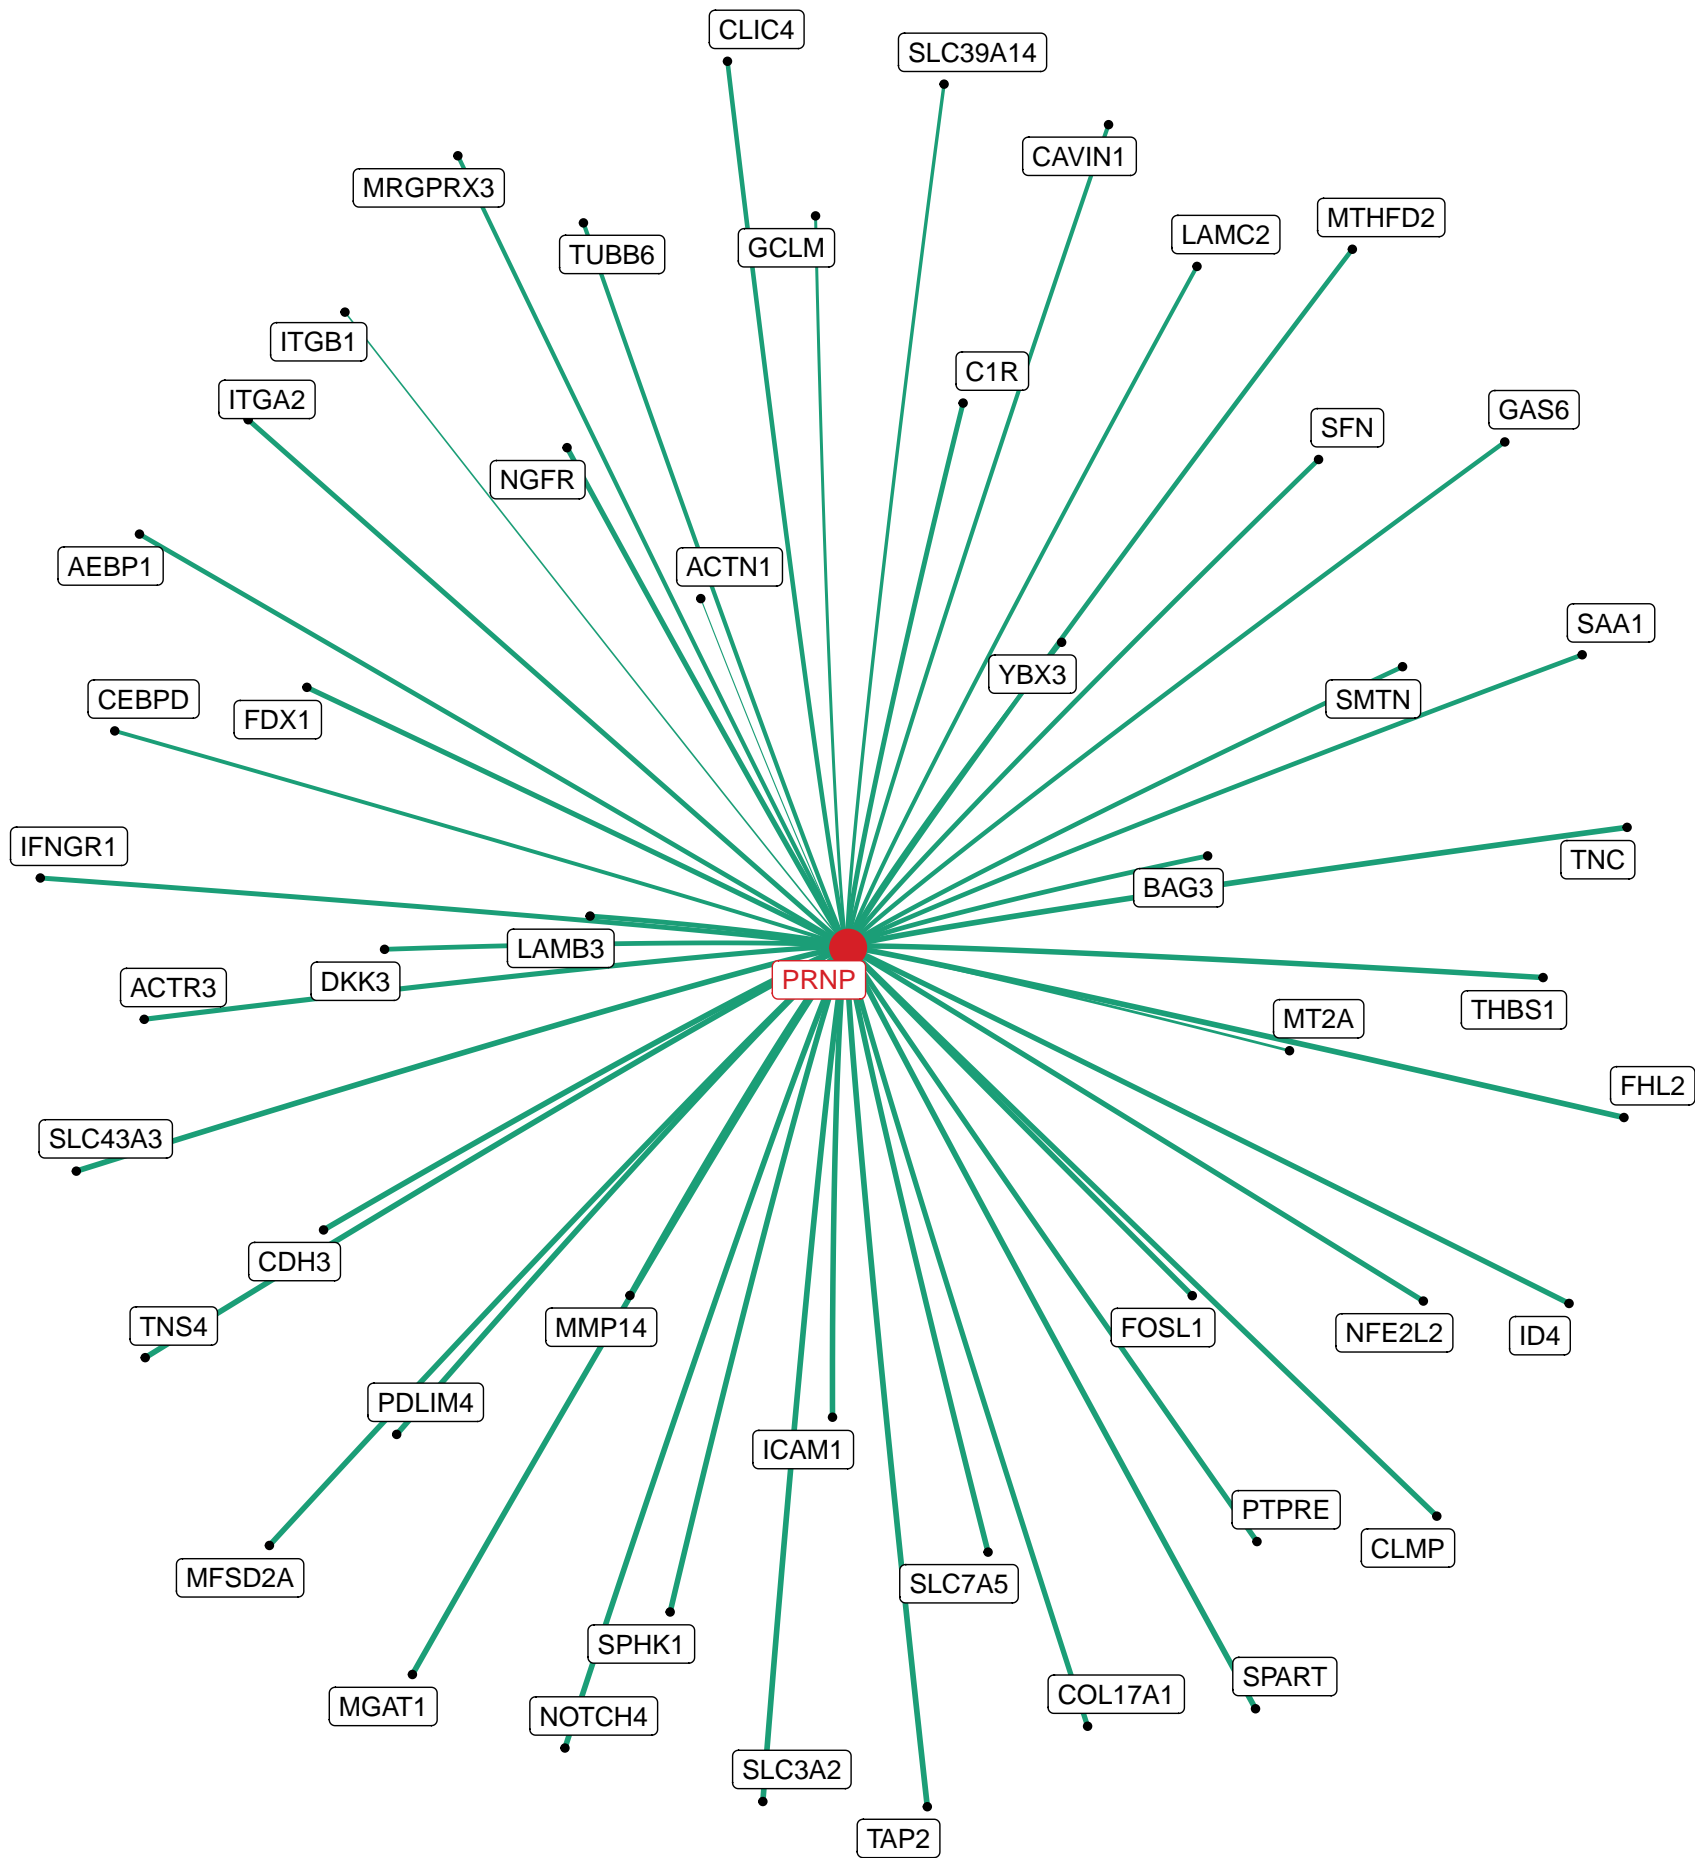 CLIC4
SLC39A14
CAVIN1
MRGPRX3
MTHFD2
LAMC2
GCLM
TUBB6
ITGB1
C1R
ITGA2
GAS6
SFN
NGFR
AEBP1
ACTN1
SAA1
YBX3
CEBPD
SMTN
FDX1
IFNGR1
TNC
BAG3
LAMB3
PRNP
DKK3
ACTR3
THBS1
MT2A
FHL2
SLC43A3
CDH3
TNS4
MMP14
FOSL1
NFE2L2
ID4
PDLIM4
ICAM1
PTPRE
CLMP
MFSD2A
SLC7A5
SPHK1
SPART
COL17A1
MGAT1
NOTCH4
SLC3A2
TAP2